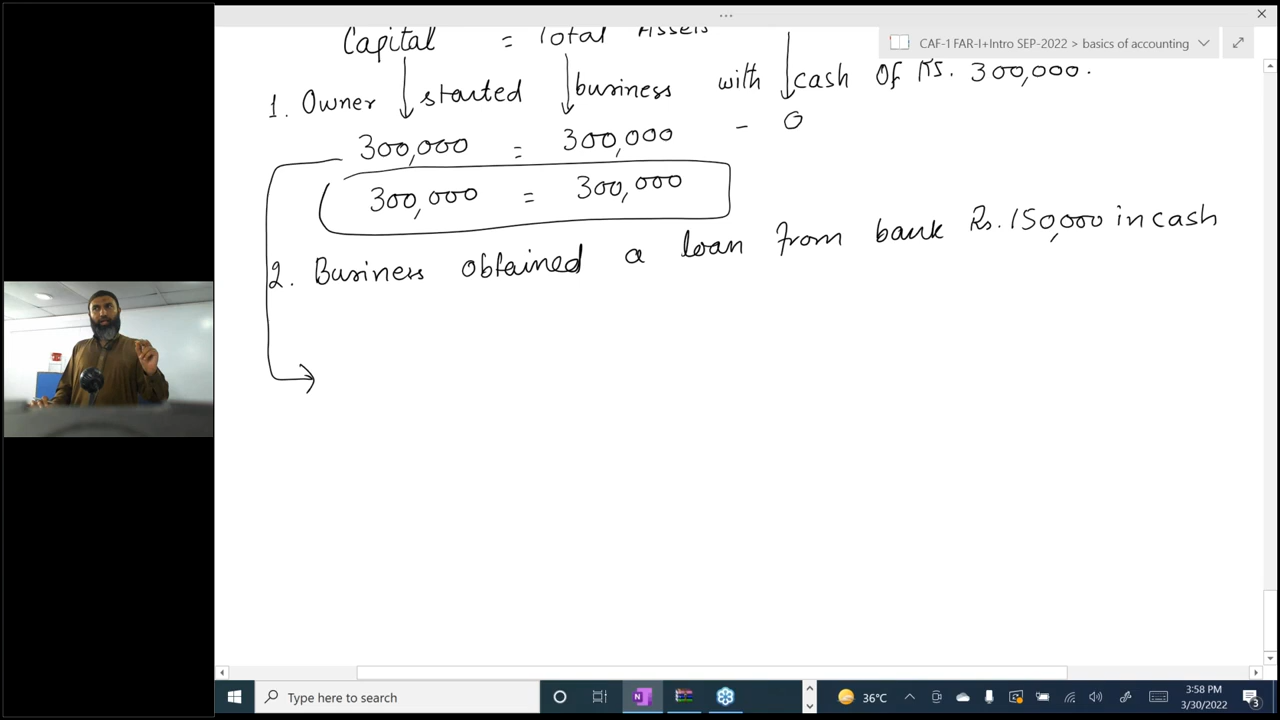 CAF-1 FAR-I+Intro SEP-2022 > basics of accounting
Capital = Total Assets
1. Owner started business with cash of Rs. 300,000.
300,000 = 300,000 - 0
300,000 = 300,000
2. Business obtained a loan from bank Rs. 150,000 in cash
Type here to search
36°C
3:58 PM
3/30/2022
3